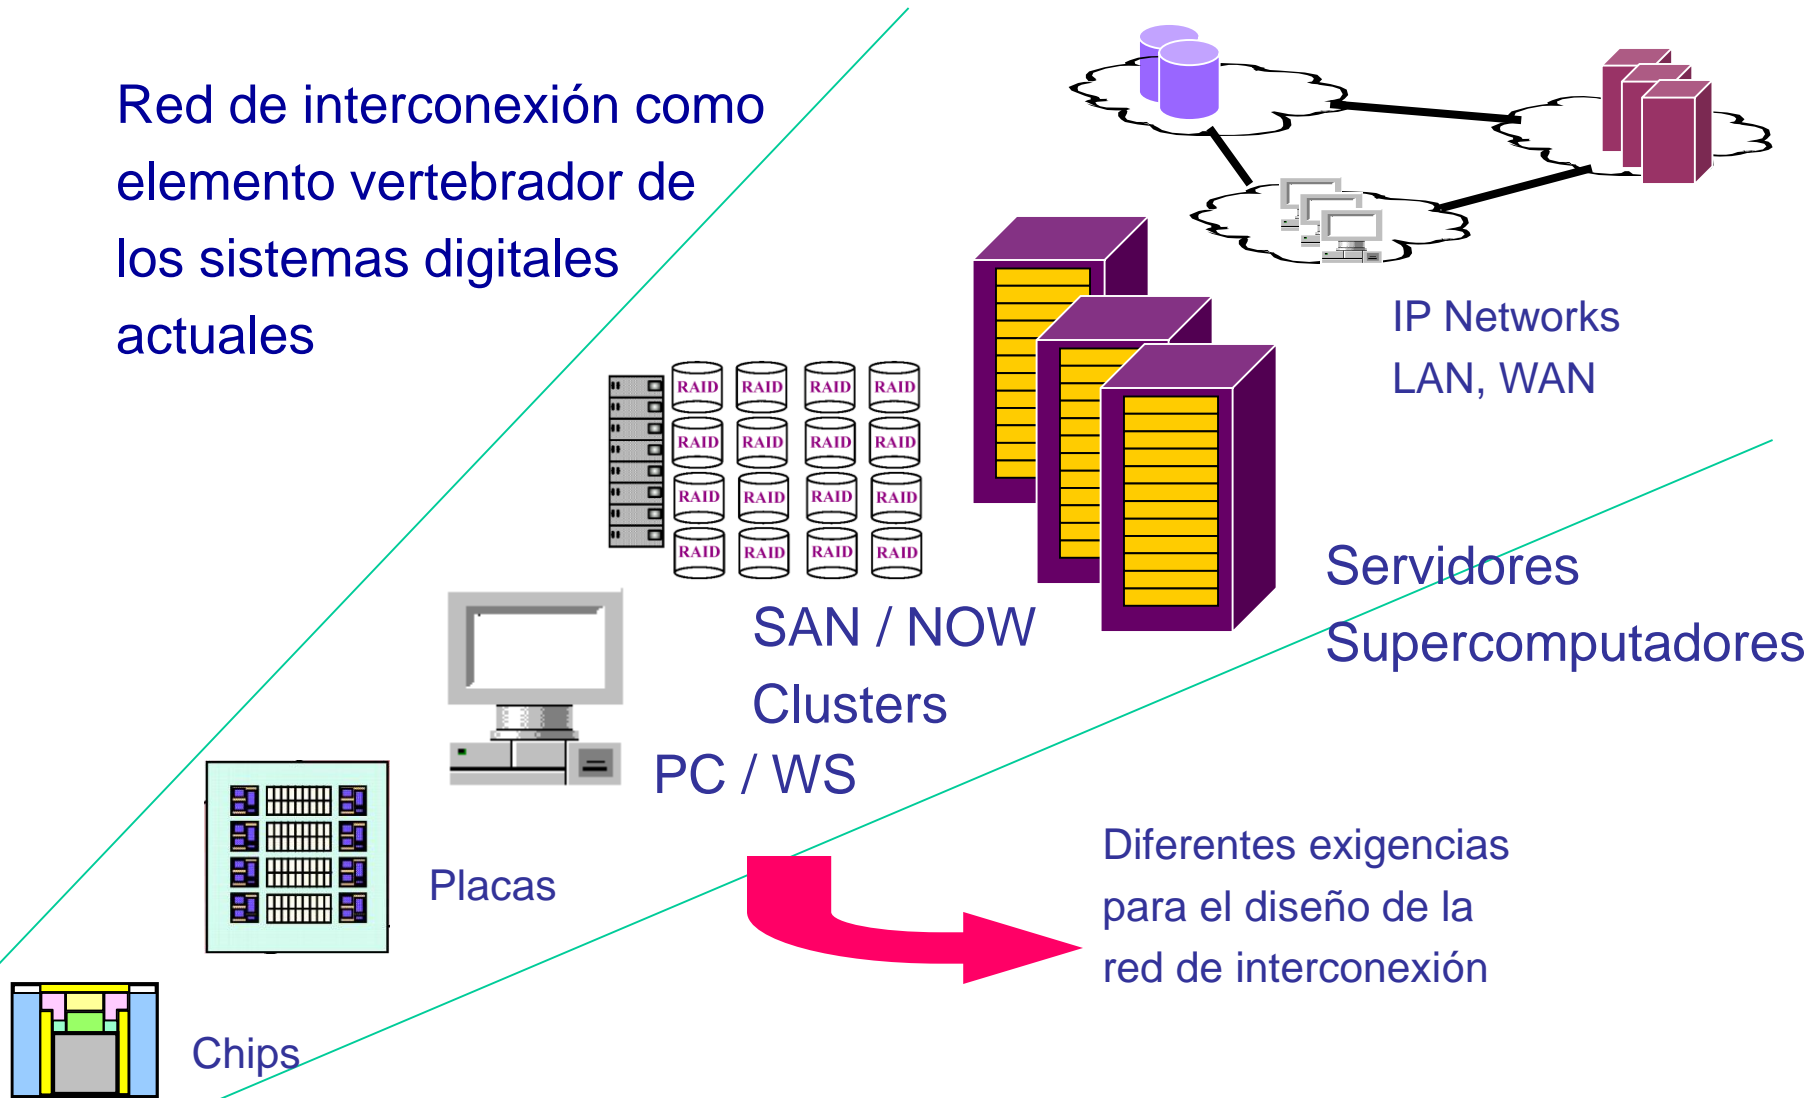 Red de interconexión como
elemento vertebrador de
los sistemas digitales
actuales
IP Networks
LAN, WAN
RAID RAID RAID RAID
RAID RAID RAID RAID
RAID RAID RAID RAID
RAID RAID RAID RAID
Servidores
Supercomputadores
SAN / NOW
Clusters
PC / WS
Placas
Diferentes exigencias
para el diseño de la
red de interconexión
Chips